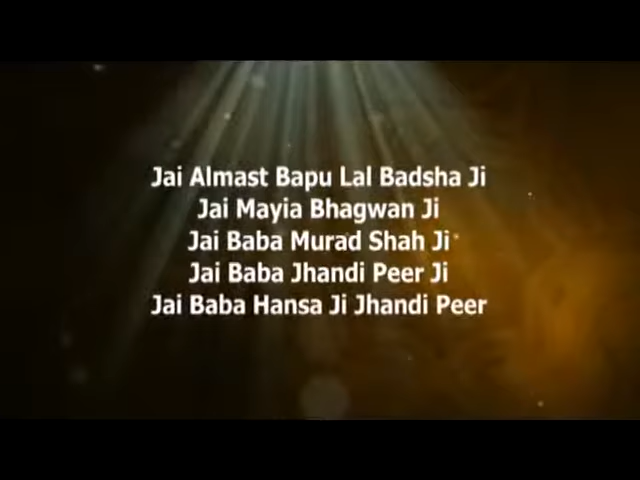 Jai Almast Bapu Lal Badsha Ji
Jai Mayia Bhagwan Ji
Jai Baba Murad Shah Ji
Jai Baba Jhandi Peer Ji
Jai Baba Hansa Ji Jhandi Peer